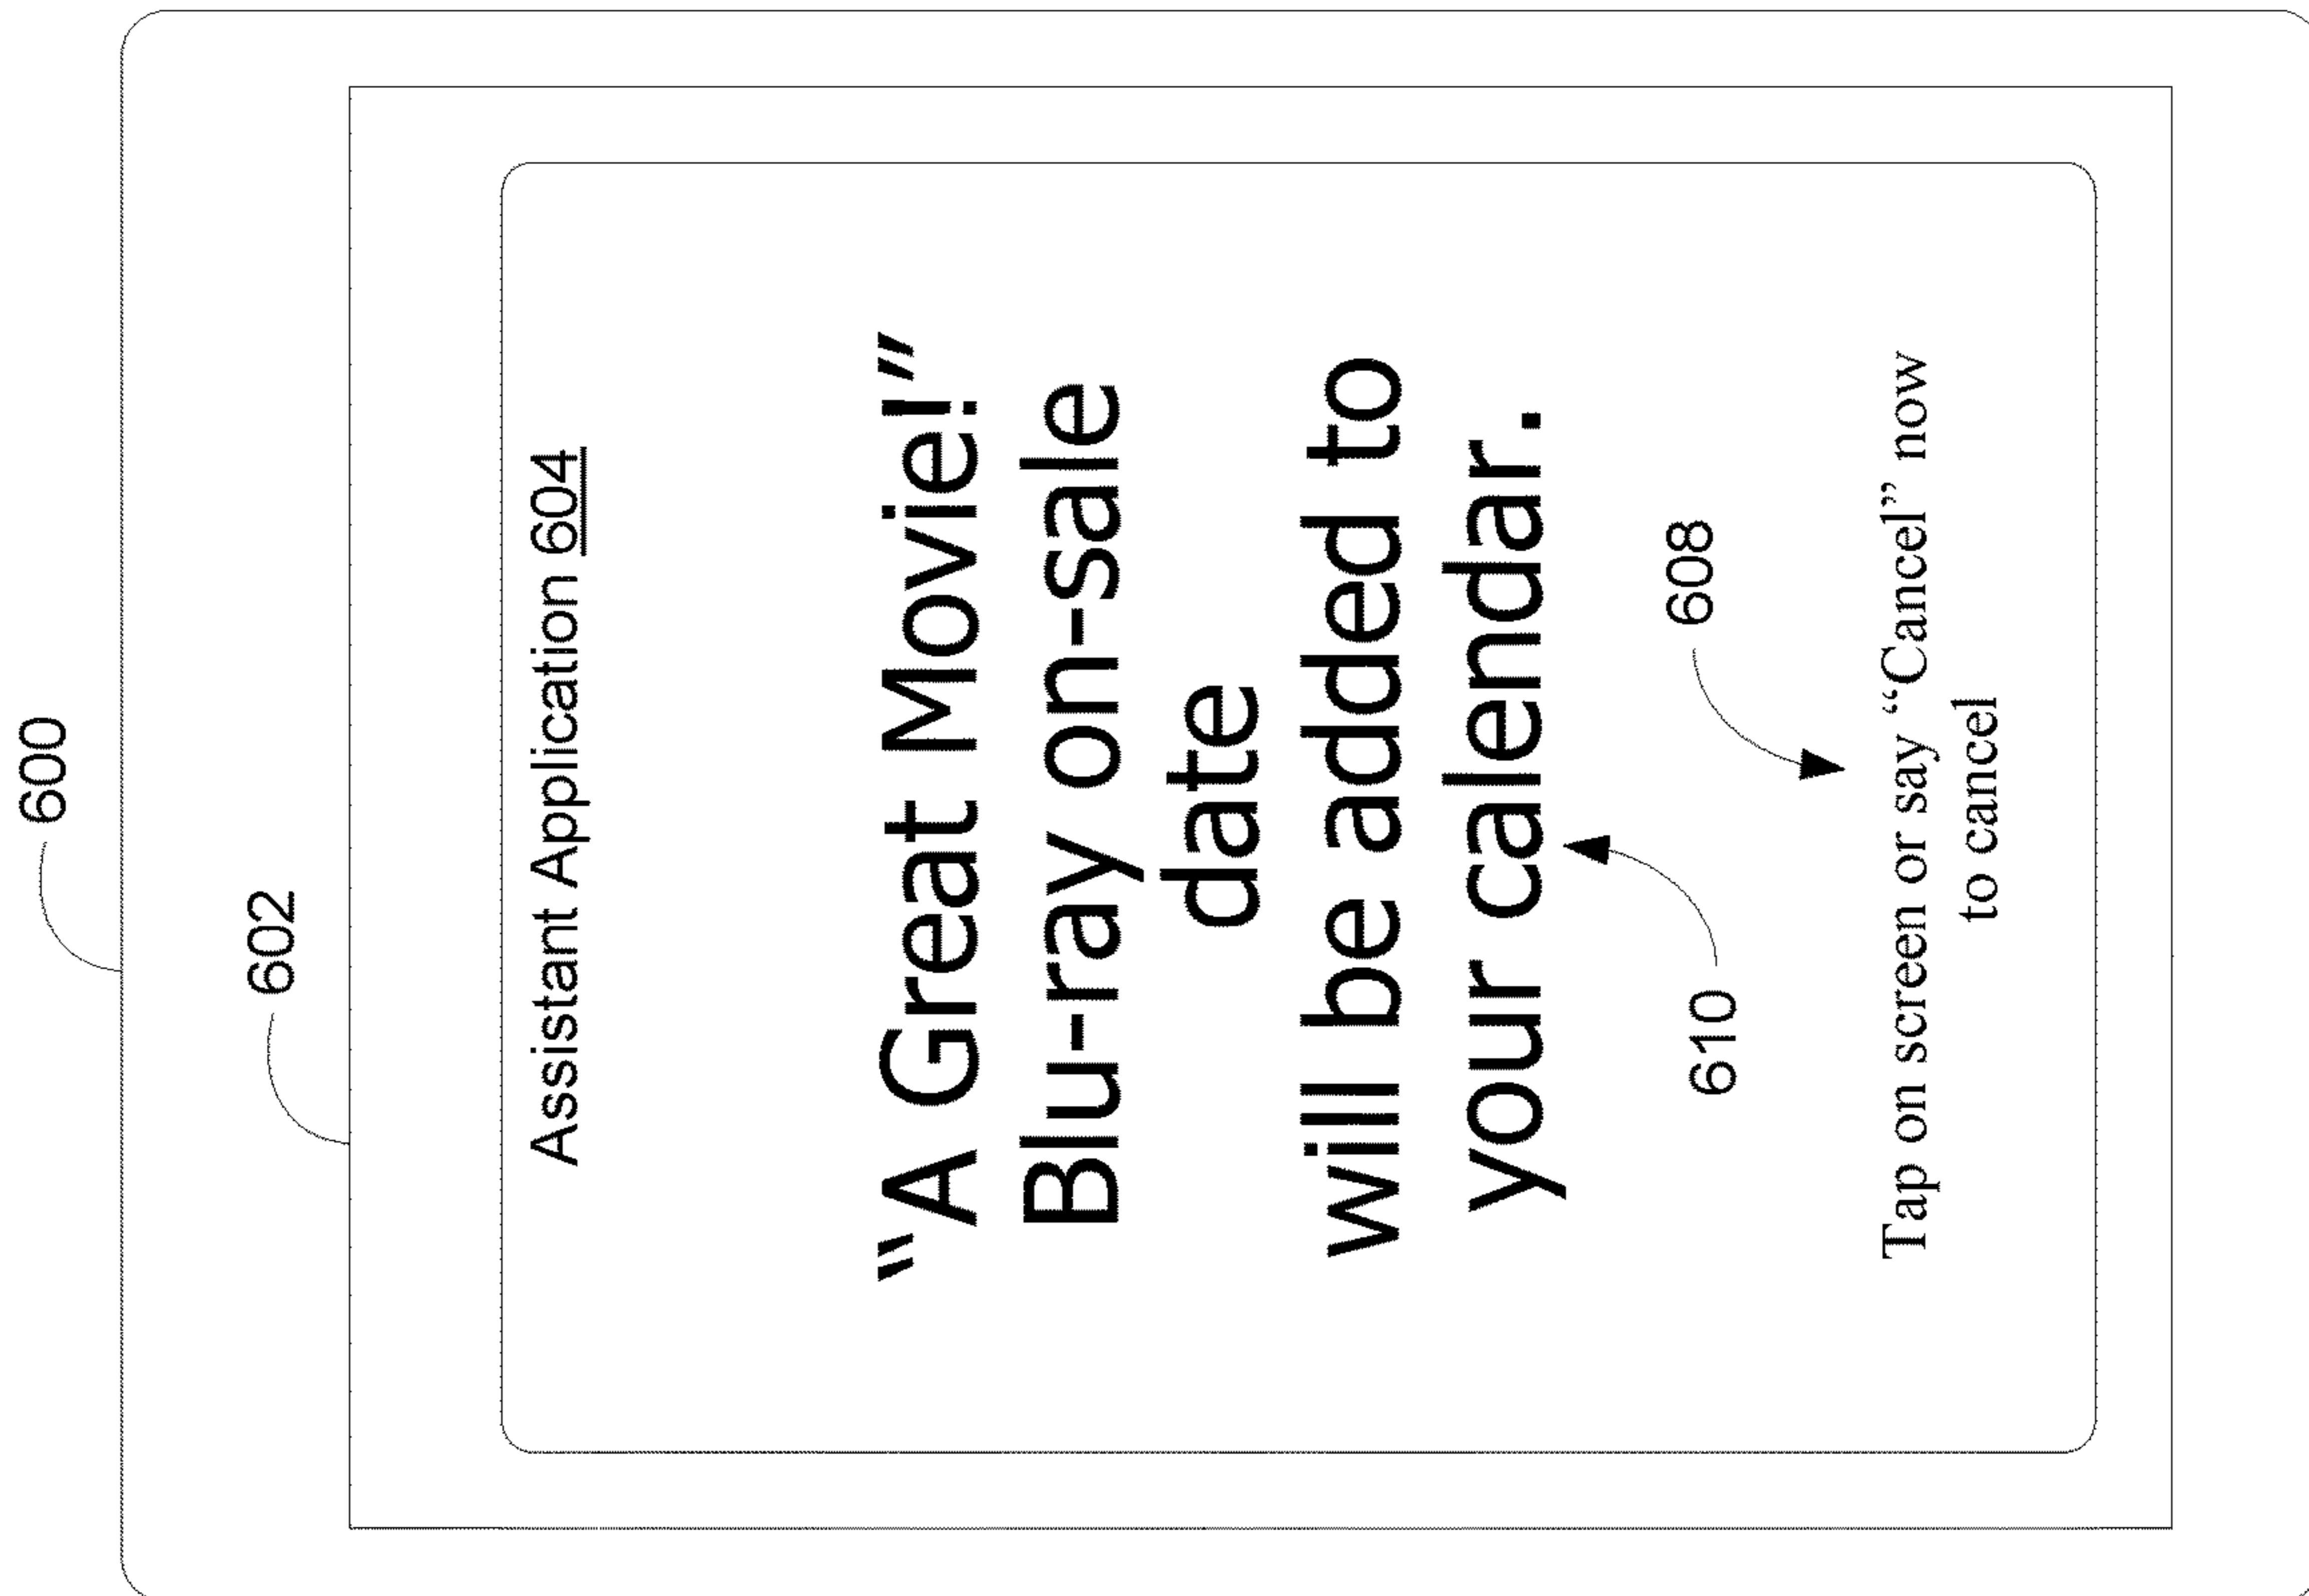 600
602
Assistant Application 604
"A Great Movie!"
Blu-ray on-sale
date
will be added to
your calendar.
610
608
Tap on screen or say “Cancel” now
to cancel